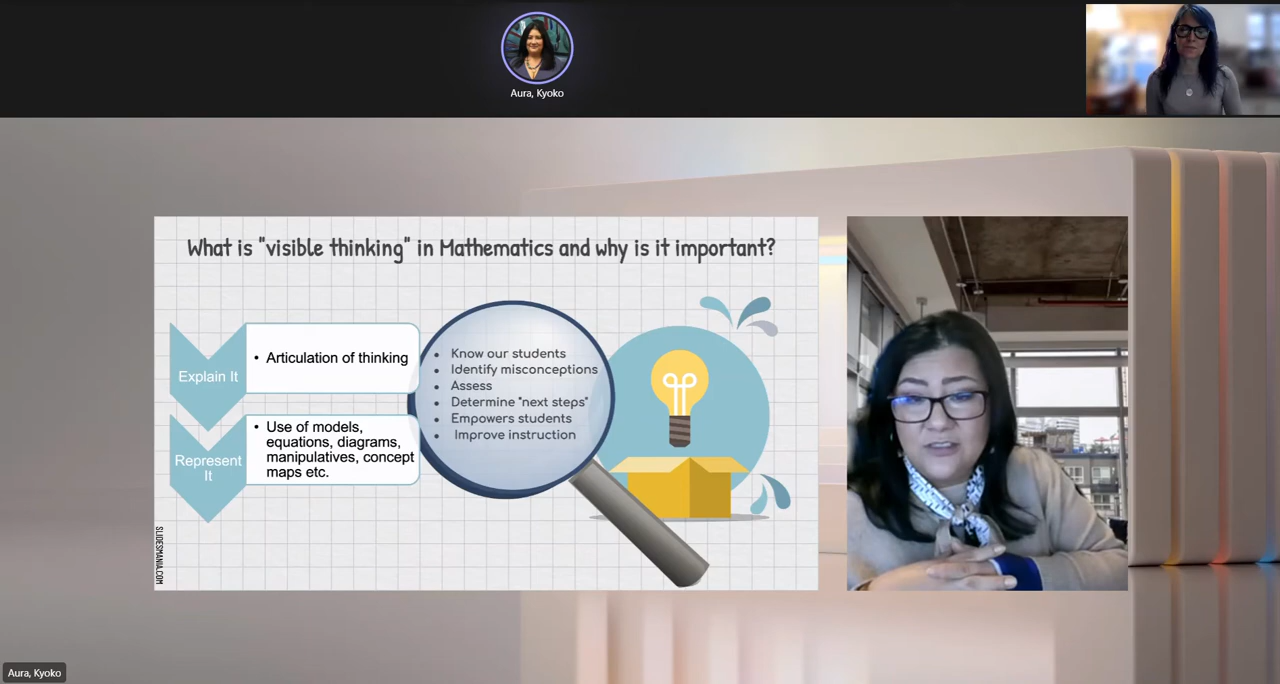 Aura, Kyoko
What is "visible thinking" in Mathematics and why is it important?
Explain It
• Articulation of thinking
Represent
It
• Use of models,
equations, diagrams,
manipulatives, concept
maps etc.
• Know our students
• Identify misconceptions
• Assess
• Determine "next steps"
• Empowers students
• Improve instruction
SLIDESMANIA.COM
Aura, Kyoko